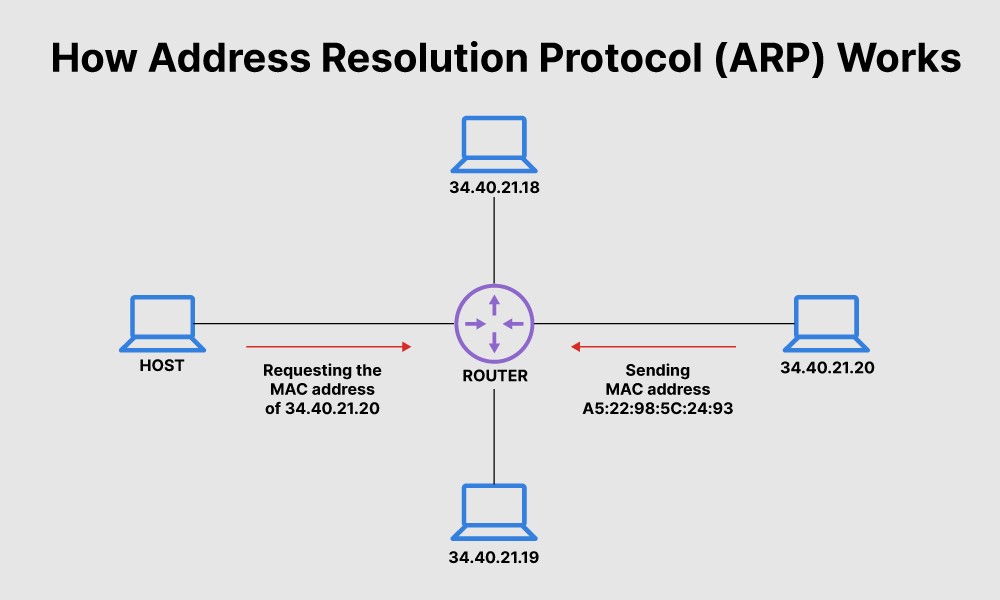 How Address Resolution Protocol (ARP) Works
34.40.21.18
HOST
Requesting the
MAC address
of 34.40.21.20
ROUTER
Sending
MAC address
A5:22:98:5C:24:93
34.40.21.20
34.40.21.19